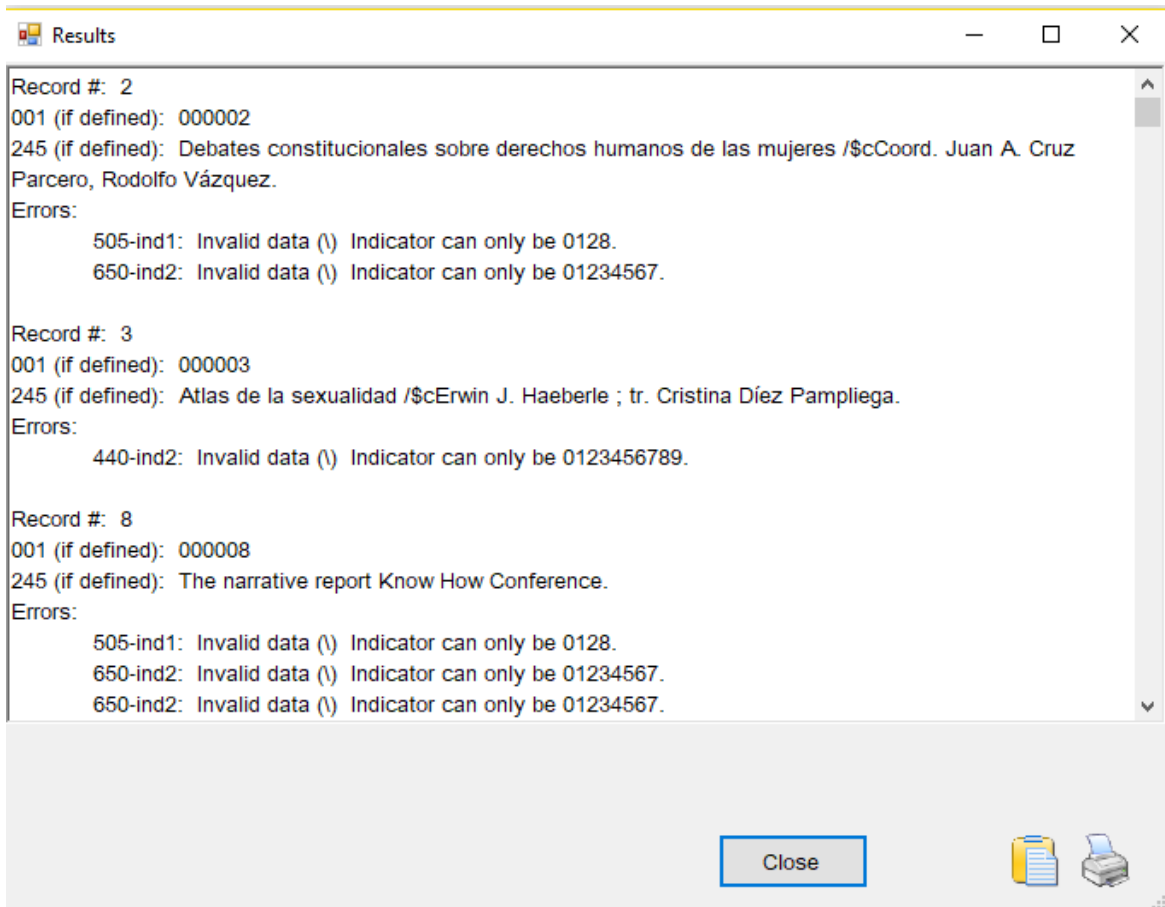 Results
Record #:  2
001 (if defined):  000002
245 (if defined):  Debates constitucionales sobre derechos humanos de las mujeres /$cCoord. Juan A. Cruz
Parcero, Rodolfo Vázquez.
Errors:
505-ind1:  Invalid data (\)  Indicator can only be 0128.
650-ind2:  Invalid data (\)  Indicator can only be 01234567.
Record #:  3
001 (if defined):  000003
245 (if defined):  Atlas de la sexualidad /$cErwin J. Haeberle ; tr. Cristina Díez Pampliega.
Errors:
440-ind2:  Invalid data (\)  Indicator can only be 0123456789.
Record #:  8
001 (if defined):  000008
245 (if defined):  The narrative report Know How Conference.
Errors:
505-ind1:  Invalid data (\)  Indicator can only be 0128.
650-ind2:  Invalid data (\)  Indicator can only be 01234567.
650-ind2:  Invalid data (\)  Indicator can only be 01234567.
Close